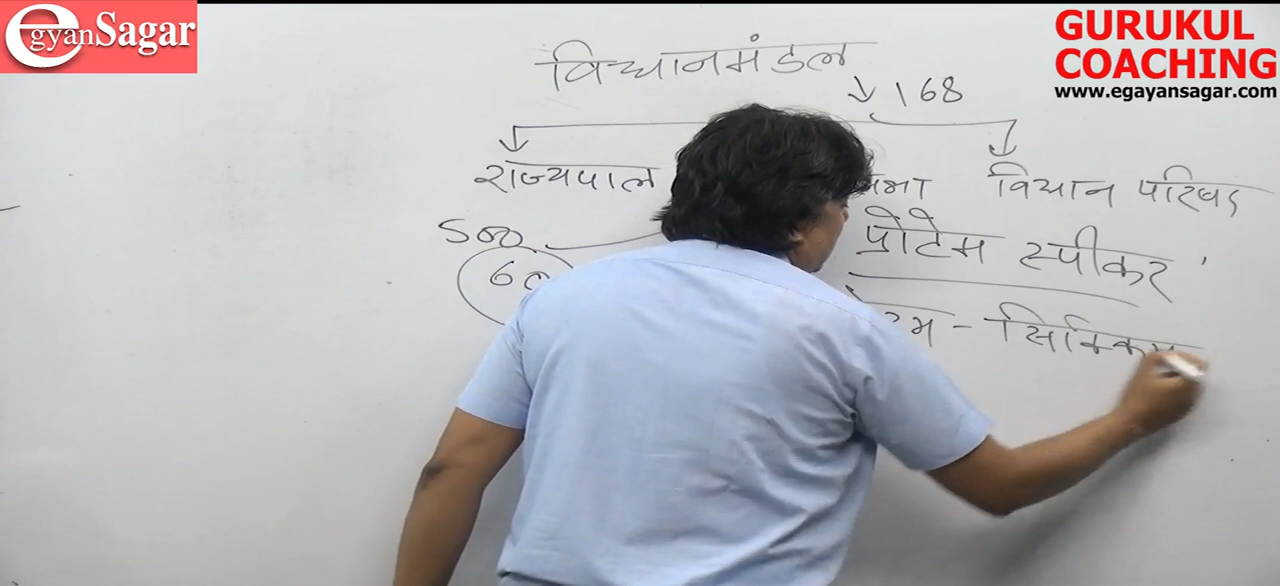 egyanSagar
GURUKUL
COACHING
www.egayansagar.com
विधानमंडल
↓ 168
राज्यपाल विधान परिषद
500 प्रोटेम स्पीकर
60
- सिक्किम